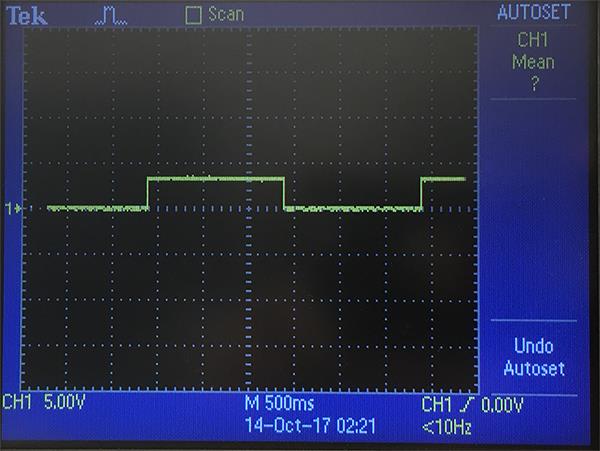 Tek Scan AUTOSET
CH1
Mean
?
1
Undo
Autoset
CH1 5.00V M 500ms CH1 0.00V
14-Oct-17 02:21 <10Hz